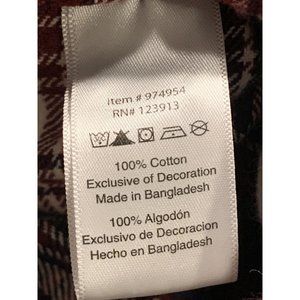 Item # 974954
RN# 123913
100% Cotton
Exclusive of Decoration
Made in Bangladesh
100% Algodón
Exclusivo de Decoracion
Hecho en Bangladesh